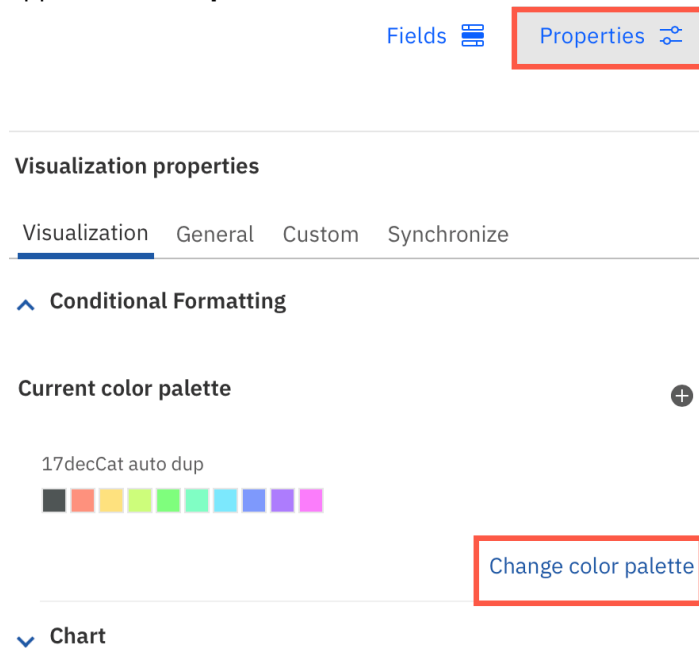 Fields
Properties
Visualization properties
Visualization General Custom Synchronize
Conditional Formatting
Current color palette
17decCat auto dup
Change color palette
Chart